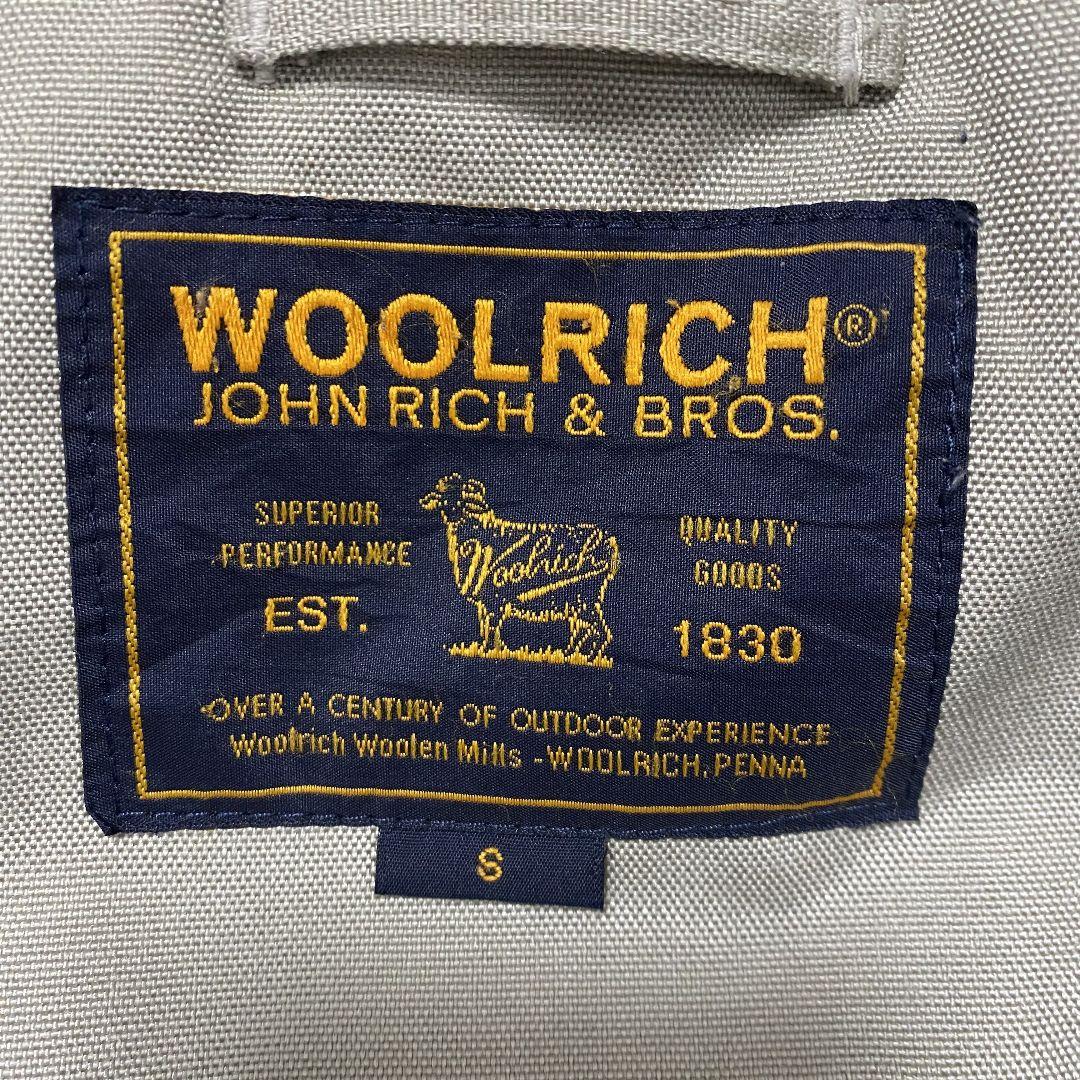 WOOLRICH®
JOHN RICH & BROS.
SUPERIOR
PERFORMANCE
EST.
Woolrich
QUALITY
GOODS
1830
OVER A CENTURY OF OUTDOOR EXPERIENCE
Woolrich Woolen Mills - WOOLRICH, PENNA
S